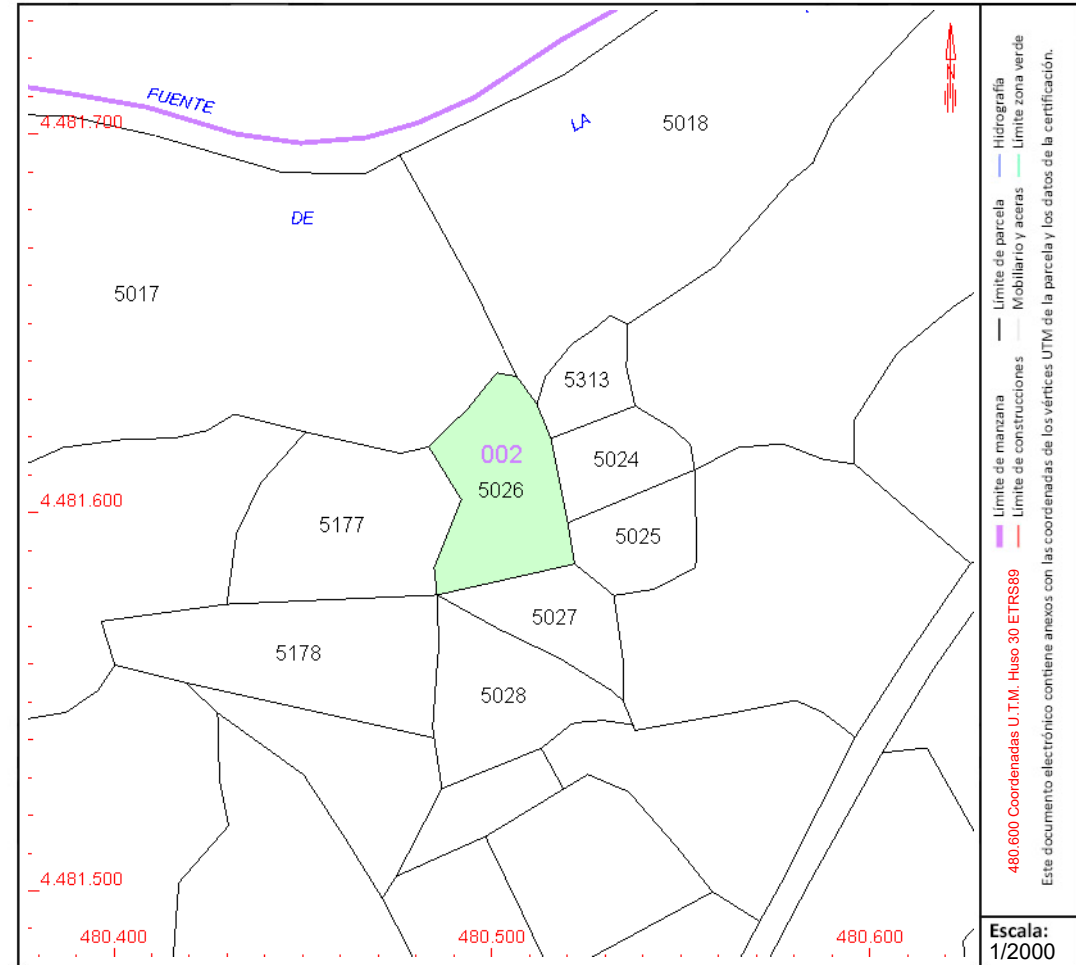 FUENTE
LA
DE
4.481.700
5018
5017
5313
002
5024
5026
4.481.600
5177
5025
5027
5178
5028
4.481.500
480.400
480.500
480.600
N
Límite de manzana
Límite de parcela
Hidrografía
Límite de construcciones
Mobiliario y aceras
Límite zona verde
480.600 Coordenadas U.T.M. Huso 30 ETRS89
Este documento electrónico contiene anexos con las coordenadas de los vértices UTM de la parcela y los datos de la certificación.
Escala:
1/2000